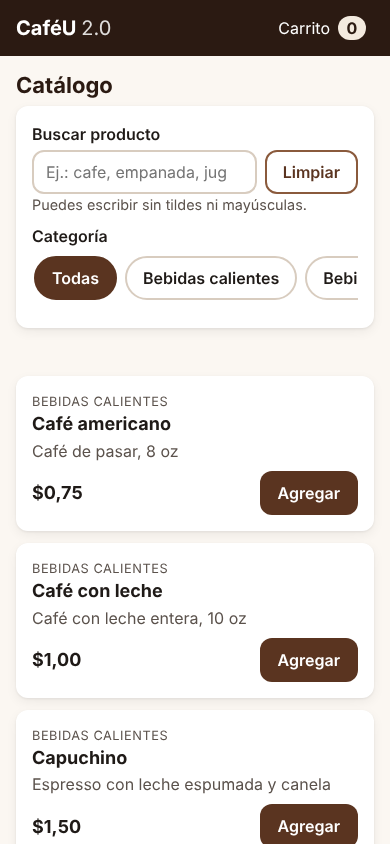 CaféU 2.0
Carrito 0
Catálogo
Buscar producto
Ej.: cafe, empanada, jug
Limpiar
Puedes escribir sin tildes ni mayúsculas.
Categoría
Todas
Bebidas calientes
Bebi
BEBIDAS CALIENTES
Café americano
Café de pasar, 8 oz
$0,75
Agregar
BEBIDAS CALIENTES
Café con leche
Café con leche entera, 10 oz
$1,00
Agregar
BEBIDAS CALIENTES
Capuchino
Espresso con leche espumada y canela
$1,50
Agregar